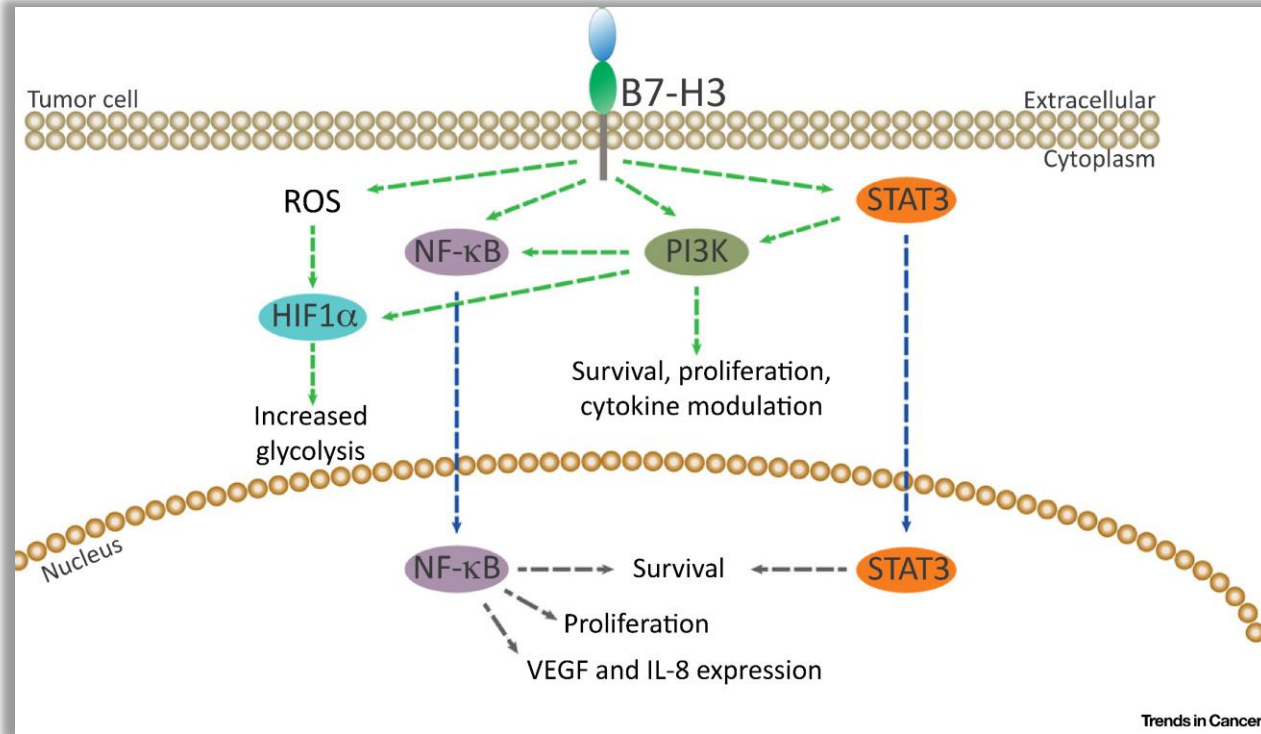 B7-H3
Tumor cell
Extracellular
Cytoplasm
ROS
STAT3
NF-κB
PI3K
HIF1α
Survival, proliferation,
cytokine modulation
Increased
glycolysis
Nucleus
NF-κB
Survival
STAT3
Proliferation
VEGF and IL-8 expression
Trends in Cancer